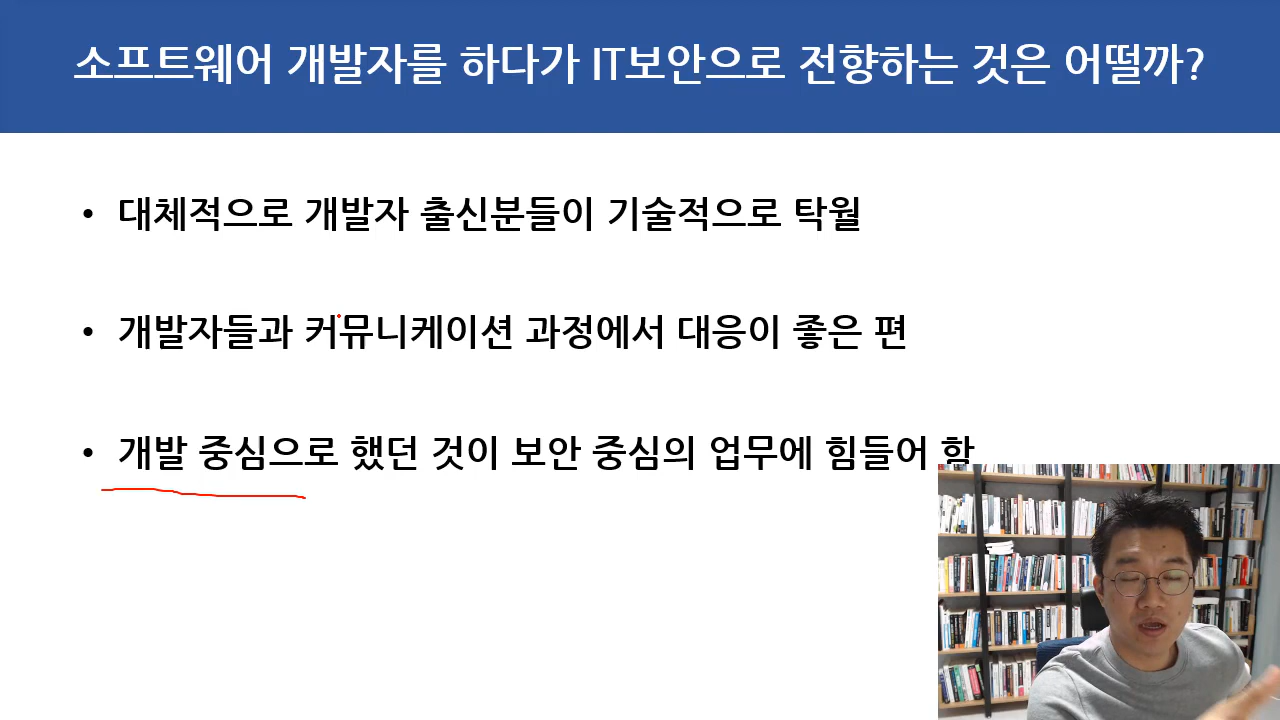 소프트웨어 개발자를 하다가 IT보안으로 전향하는 것은 어떨까?
• 대체적으로 개발자 출신분들이 기술적으로 탁월
• 개발자들과 커뮤니케이션 과정에서 대응이 좋은 편
• 개발 중심으로 했던 것이 보안 중심의 업무에 힘들어 함